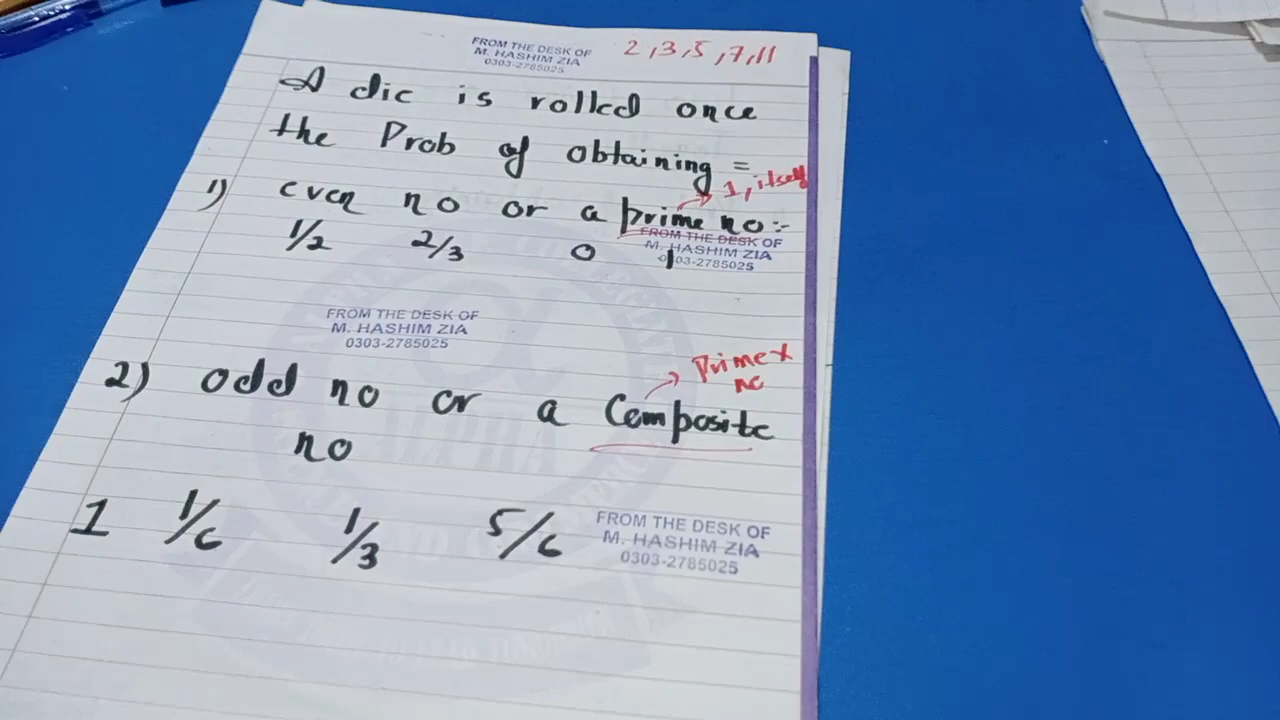 FROM THE DESK OF
M. HASHIM ZIA
0303-2785025
2,3,5,7,11
A die is rolled once
the Prob of obtaining =
1, itself
1) even no or a prime no:-
FROM THE DESK OF
M. HASHIM ZIA
0303-2785025
1/2 2/3 0 1
FROM THE DESK OF
M. HASHIM ZIA
0303-2785025
Prime x
no
2) odd no or a Composite
no
1 1/6 1/3 5/6
FROM THE DESK OF
M. HASHIM ZIA
0303-2785025